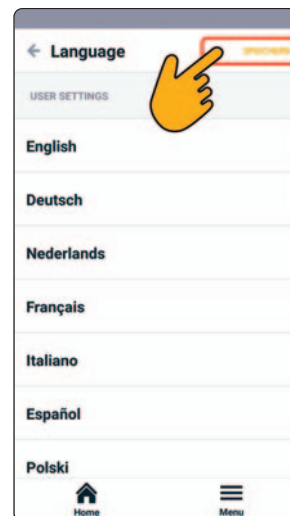 Language
USER SETTINGS
English
Deutsch
Nederlands
Français
Italiano
Español
Polski
Home Menu